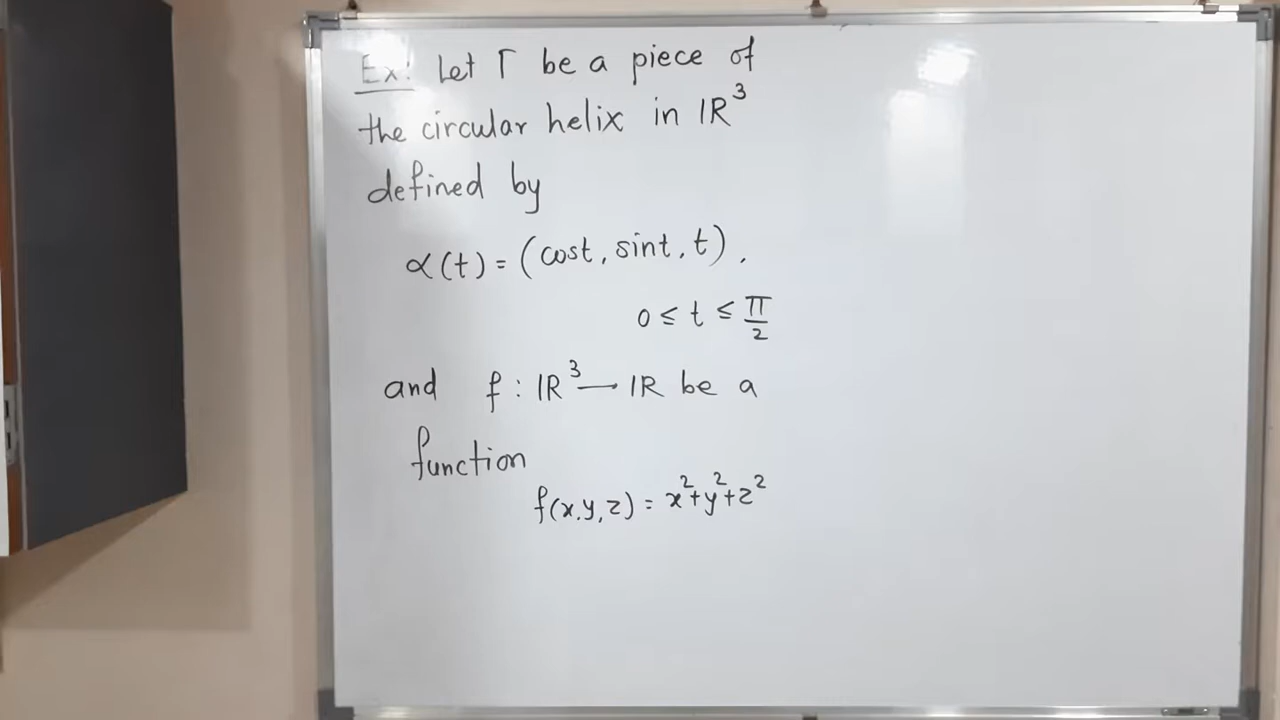 Ex! Let Γ be a piece of
the circular helix in IR³
defined by
α(t) = (cost, sint, t),
0 ≤ t ≤ π/2
and f : IR³ — IR be a
function
f(x,y,z) = x²+y²+z²